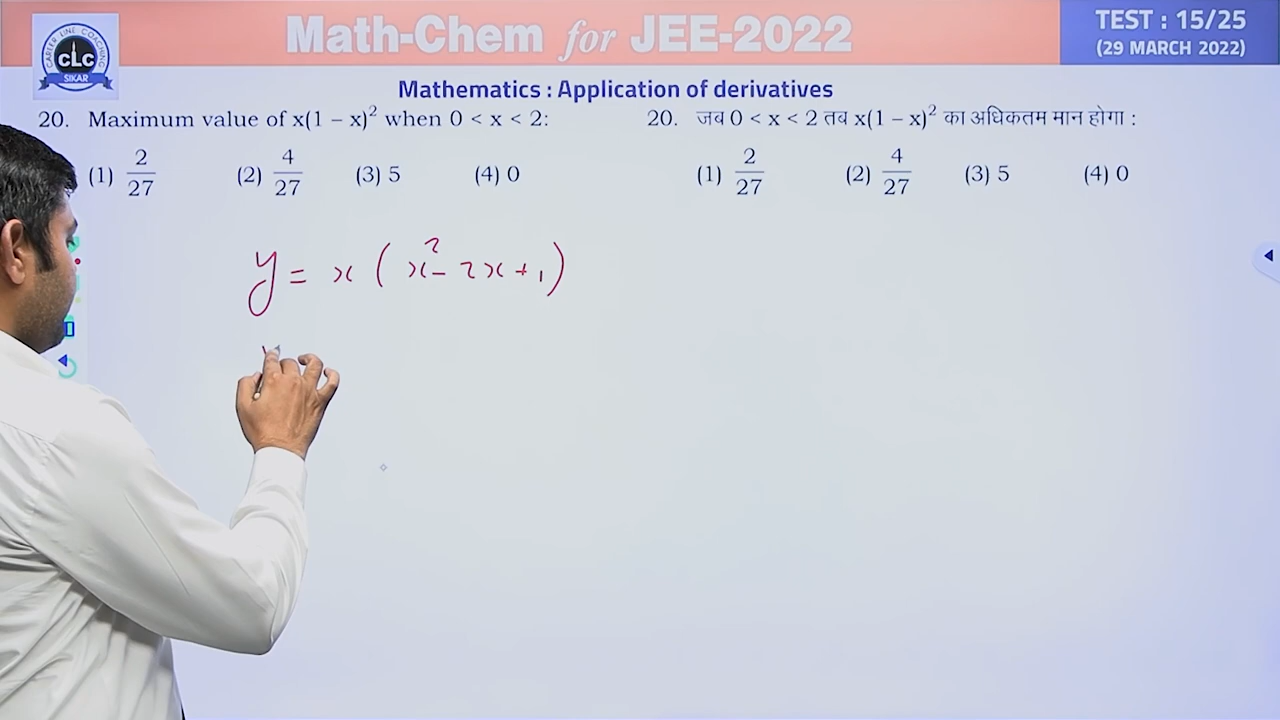 CAREER LINE COACHING
CLC
SIKAR
Math-Chem for JEE-2022
TEST : 15/25
(29 MARCH 2022)
Mathematics : Application of derivatives
20. Maximum value of x(1 – x)² when 0 < x < 2:
(1) 2/27 (2) 4/27 (3) 5 (4) 0
20. जब 0 < x < 2 तब x(1 – x)² का अधिकतम मान होगा :
(1) 2/27 (2) 4/27 (3) 5 (4) 0
y = x (x² - 2x + 1)